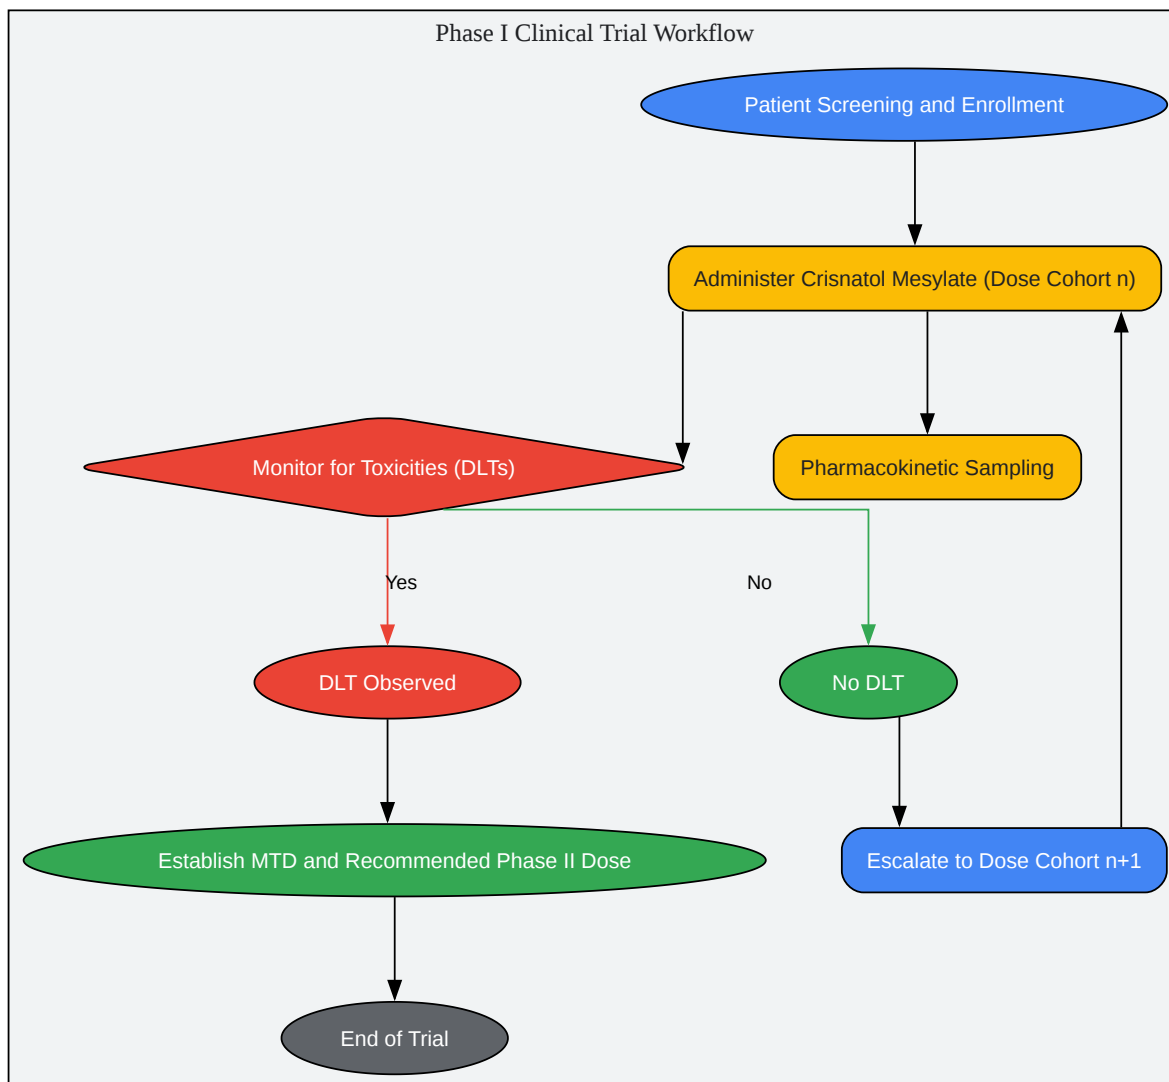 Phase I Clinical Trial Workflow
Patient Screening and Enrollment
Administer Crisnatol Mesylate (Dose Cohort n)
Monitor for Toxicities (DLTs)
Pharmacokinetic Sampling
Yes
No
DLT Observed
No DLT
Establish MTD and Recommended Phase II Dose
Escalate to Dose Cohort n+1
End of Trial